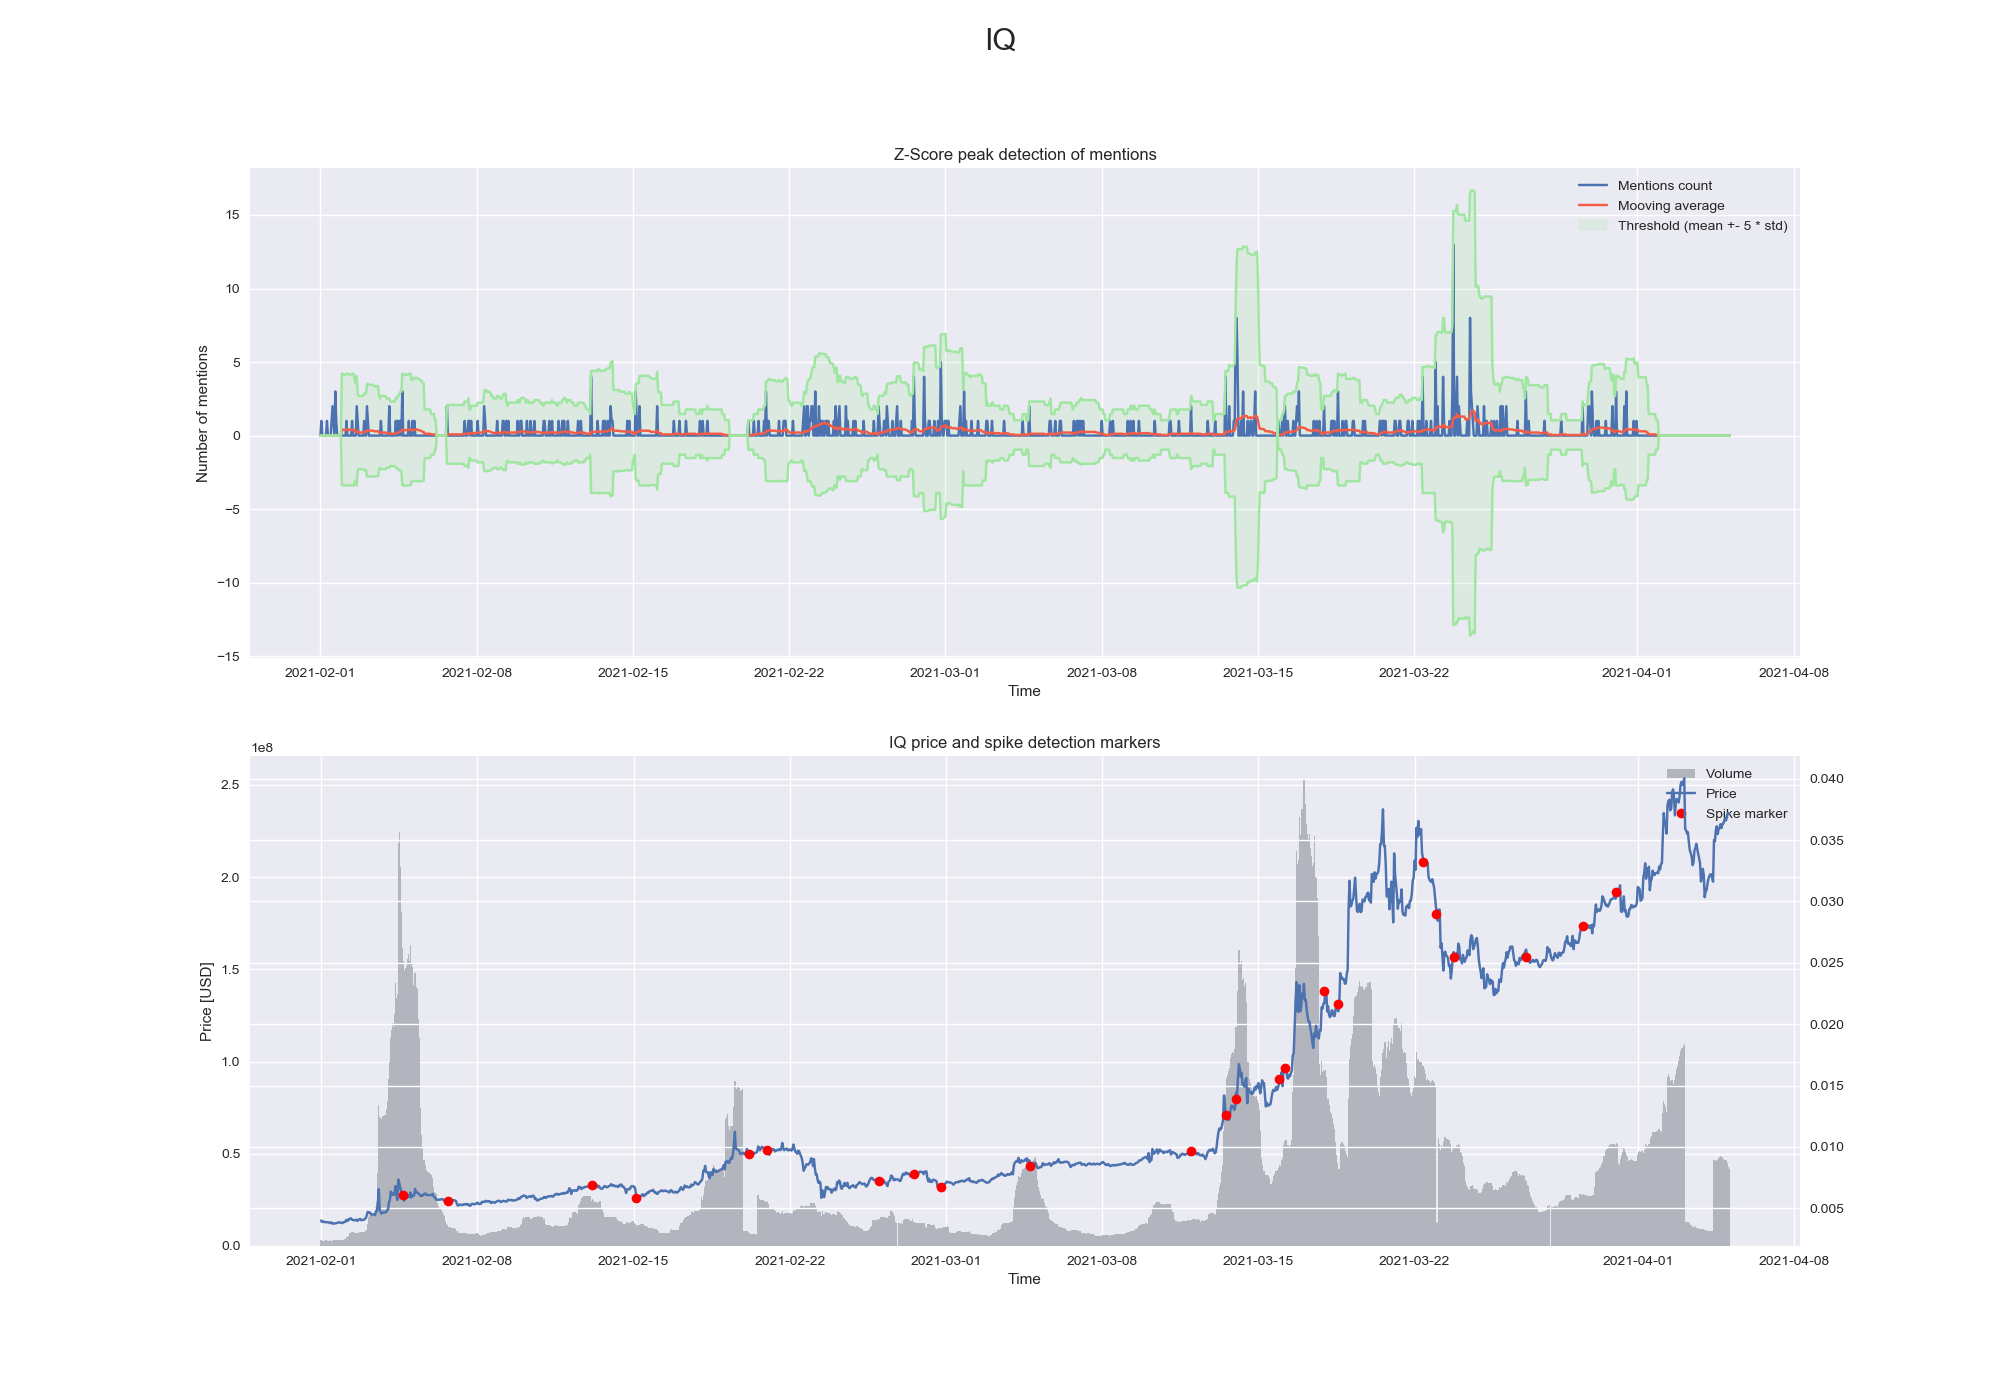 IQ
Z-Score peak detection of mentions
Mentions count
Mooving average
Threshold (mean +- 5 * std)
Number of mentions
15
10
5
0
−5
−10
−15
2021-02-01 2021-02-08 2021-02-15 2021-02-22 2021-03-01 2021-03-08 2021-03-15 2021-03-22 2021-04-01 2021-04-08
Time
IQ price and spike detection markers
1e8
Volume
Price
Spike marker
Price [USD]
2.5
2.0
1.5
1.0
0.5
0.0
0.040
0.035
0.030
0.025
0.020
0.015
0.010
0.005
2021-02-01 2021-02-08 2021-02-15 2021-02-22 2021-03-01 2021-03-08 2021-03-15 2021-03-22 2021-04-01 2021-04-08
Time